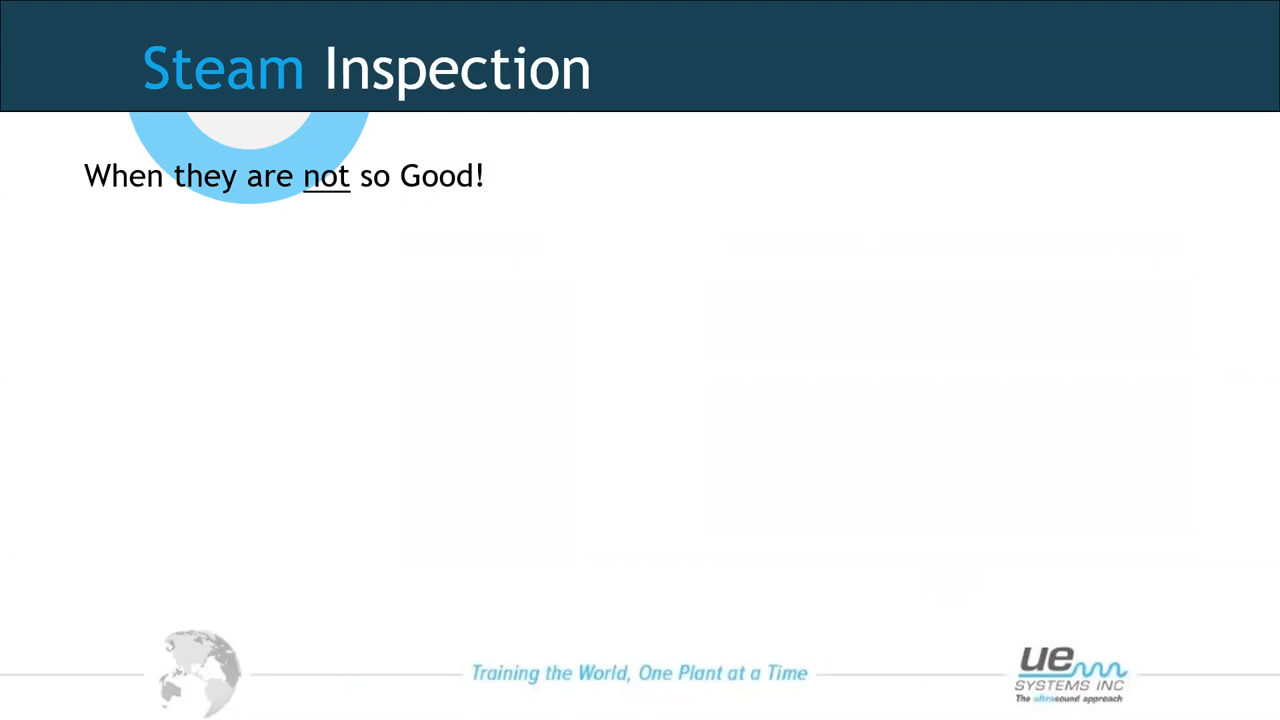 Steam Inspection
When they are not so Good!
Training the World, One Plant at a Time
ue
SYSTEMS INC
The ultrasound approach